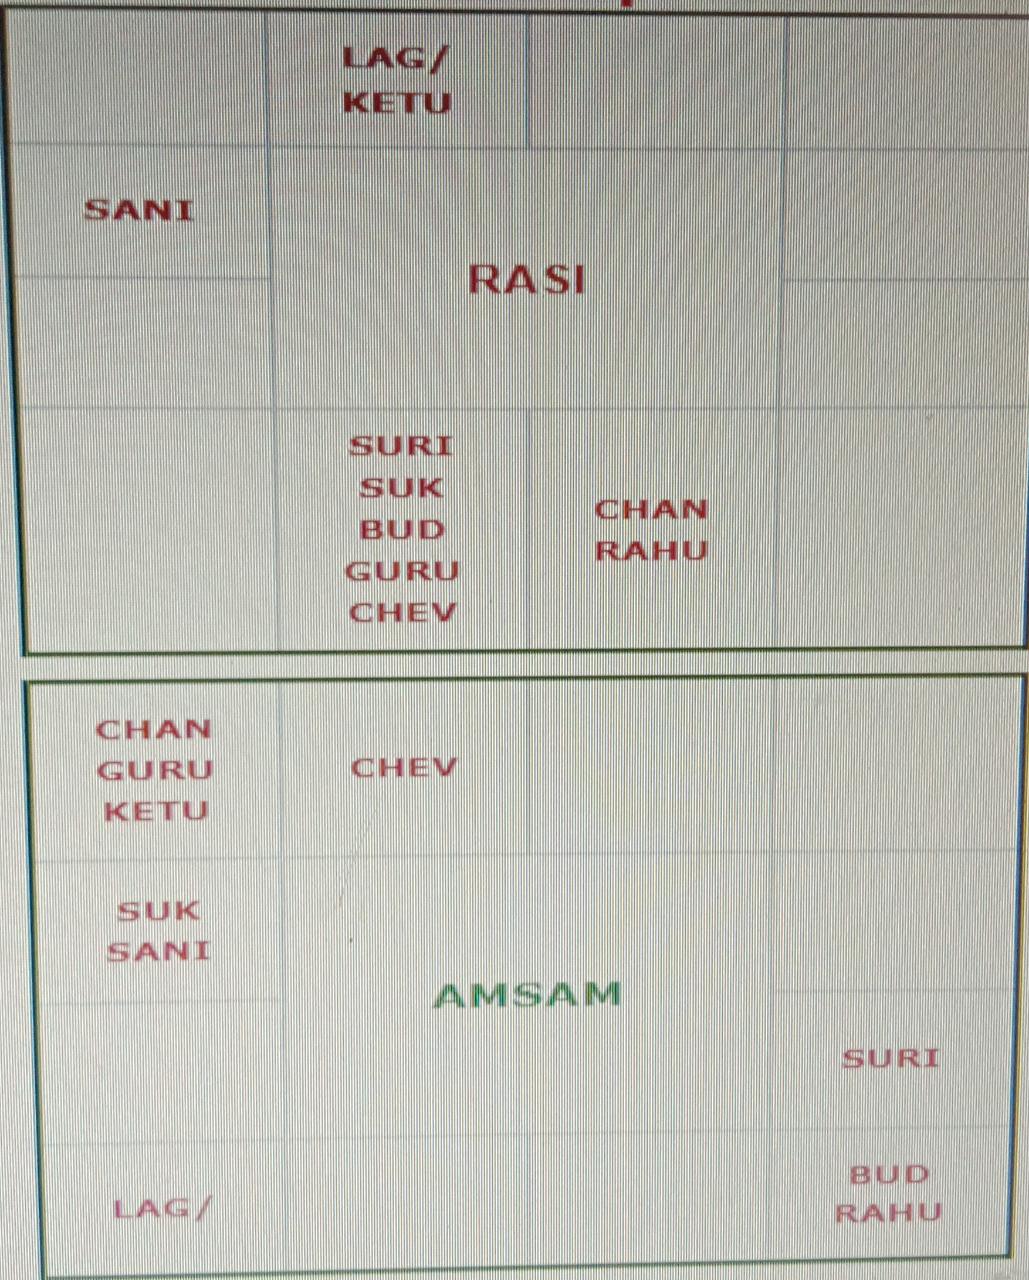 LAG/
KETU
SANI
RASI
SURI
SUK
BUD
GURU
CHEV
CHAN
RAHU
CHAN
GURU
KETU
CHEV
SUK
SANI
AMSAM
SURI
LAG/
BUD
RAHU